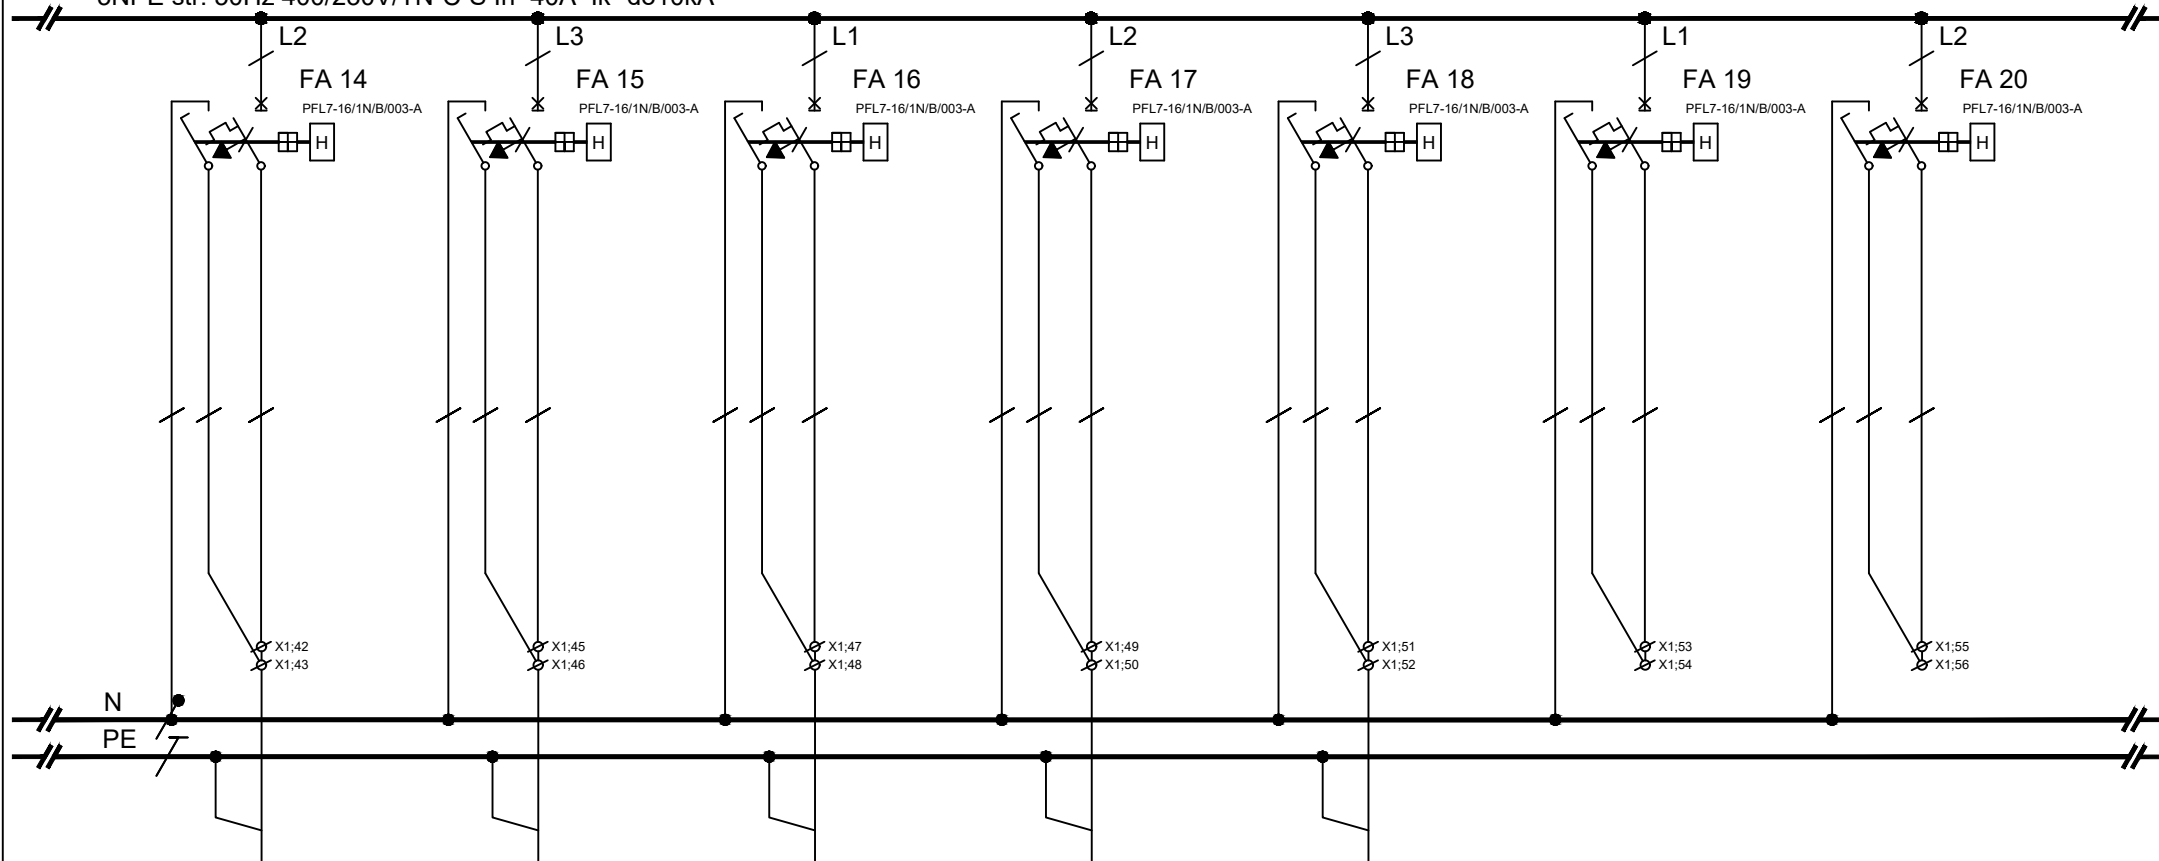 L2
L3
L1
L2
L3
L1
L2
FA 14
FA 15
FA 16
FA 17
FA 18
FA 19
FA 20
PFL7-16/1N/B/003-A
PFL7-16/1N/B/003-A
PFL7-16/1N/B/003-A
PFL7-16/1N/B/003-A
PFL7-16/1N/B/003-A
PFL7-16/1N/B/003-A
PFL7-16/1N/B/003-A
H
H
H
H
H
H
H
X1;42
X1;45
X1;47
X1;49
X1;51
X1;53
X1;55
X1;43
X1;46
X1;48
X1;50
X1;52
X1;54
X1;56
N
PE